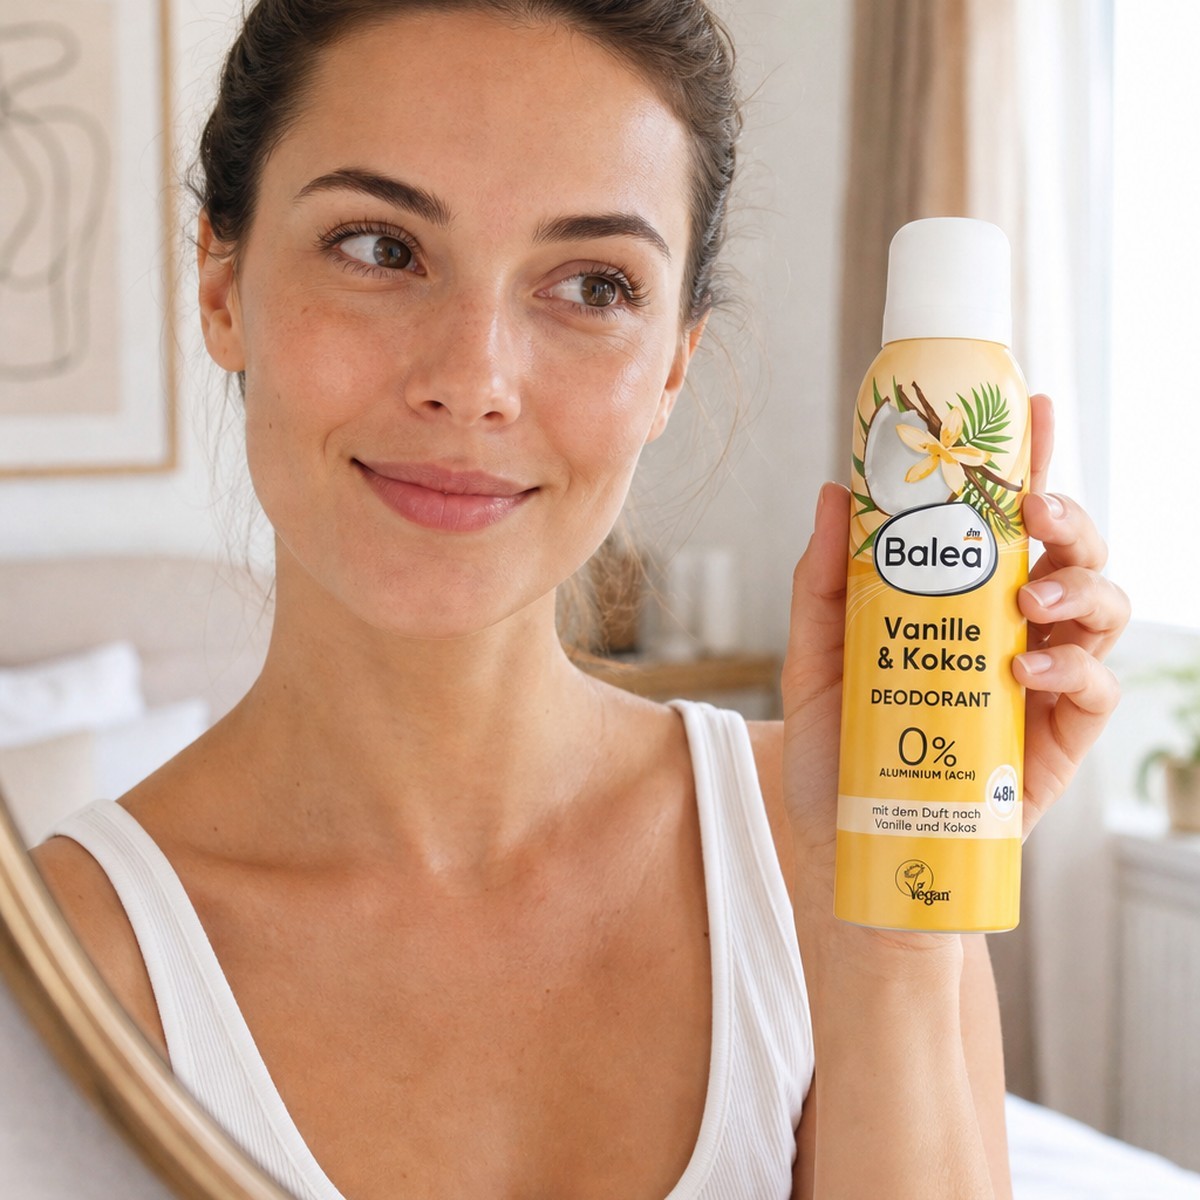 dm
Balea
Vanille
& Kokos
DEODORANT
0%
ALUMINIUM (ACH)
48h
mit dem Duft nach
Vanille und Kokos
Vegan